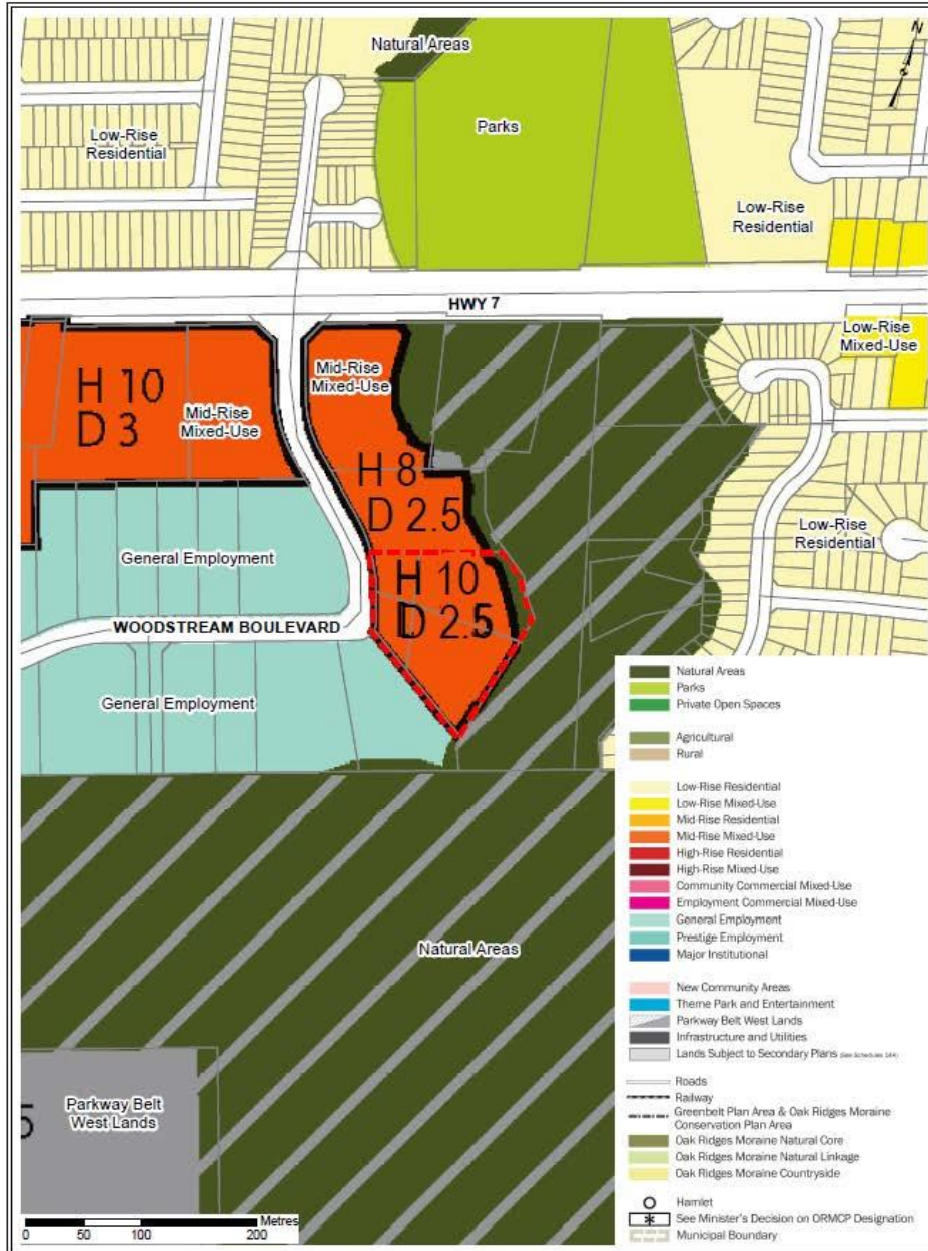 Natural Areas
N
Parks
Low-Rise
Residential
Low-Rise
Residential
HWY 7
Low-Rise
Mixed-Use
Mid-Rise
Mixed-Use
H 10
D 3
Mid-Rise
Mixed-Use
H 8
D 2.5
Low-Rise
Residential
General Employment
H 10
D 2.5
WOODSTREAM BOULEVARD
General Employment
Natural Areas
Parkway Belt
West Lands
5
Metres
0 50 100 200
Natural Areas
Parks
Private Open Spaces
Agricultural
Rural
Low-Rise Residential
Low-Rise Mixed-Use
Mid-Rise Residential
Mid-Rise Mixed-Use
High-Rise Residential
High-Rise Mixed-Use
Community Commercial Mixed-Use
Employment Commercial Mixed-Use
General Employment
Prestige Employment
Major Institutional
New Community Areas
Theme Park and Entertainment
Parkway Belt West Lands
Infrastructure and Utilities
Lands Subject to Secondary Plans (See Schedules 14A)
Roads
Railway
Greenbelt Plan Area & Oak Ridges Moraine
Conservation Plan Area
Oak Ridges Moraine Natural Core
Oak Ridges Moraine Natural Linkage
Oak Ridges Moraine Countryside
Hamlet
* See Minister's Decision on ORMCP Designation
Municipal Boundary